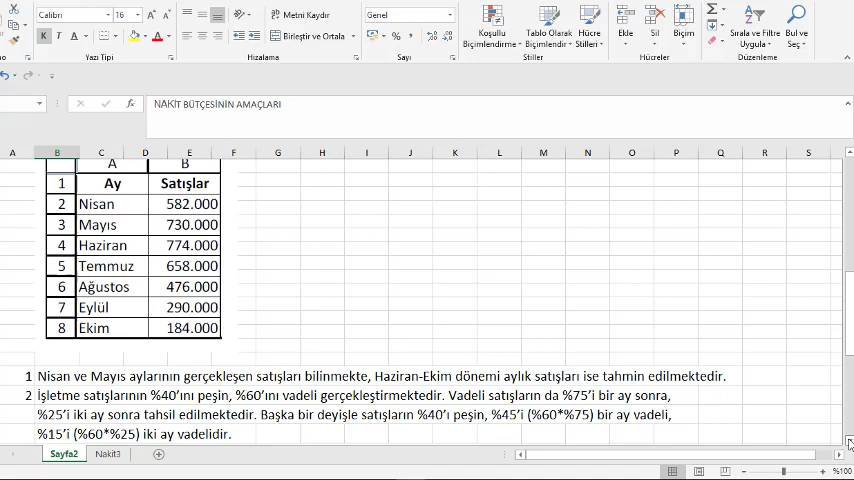 Calibri 16 A A Metni Kaydır Genel
K T A A Birleştir ve Ortala % ,
Koşullu Biçimlendirme Tablo Olarak Biçimlendir Hücre Stilleri Ekle Sil Biçim Sırala ve Filtre Uygula Bul ve Seç
Yazı Tipi Hizalama Sayı Stiller Hücreler Düzenleme
fx NAKİT BÜTÇESİNİN AMAÇLARI
A B C D E F G H I J K L M N O P Q R S
A B
1 Ay Satışlar
2 Nisan 582.000
3 Mayıs 730.000
4 Haziran 774.000
5 Temmuz 658.000
6 Ağustos 476.000
7 Eylül 290.000
8 Ekim 184.000
1 Nisan ve Mayıs aylarının gerçekleşen satışları bilinmekte, Haziran-Ekim dönemi aylık satışları ise tahmin edilmektedir.
2 İşletme satışlarının %40’ını peşin, %60’ını vadeli gerçekleştirmektedir. Vadeli satışların da %75’i bir ay sonra,
%25’i iki ay sonra tahsil edilmektedir. Başka bir deyişle satışların %40’ı peşin, %45’i (%60*%75) bir ay vadeli,
%15’i (%60*%25) iki ay vadelidir.
Sayfa2 Nakit3
%100